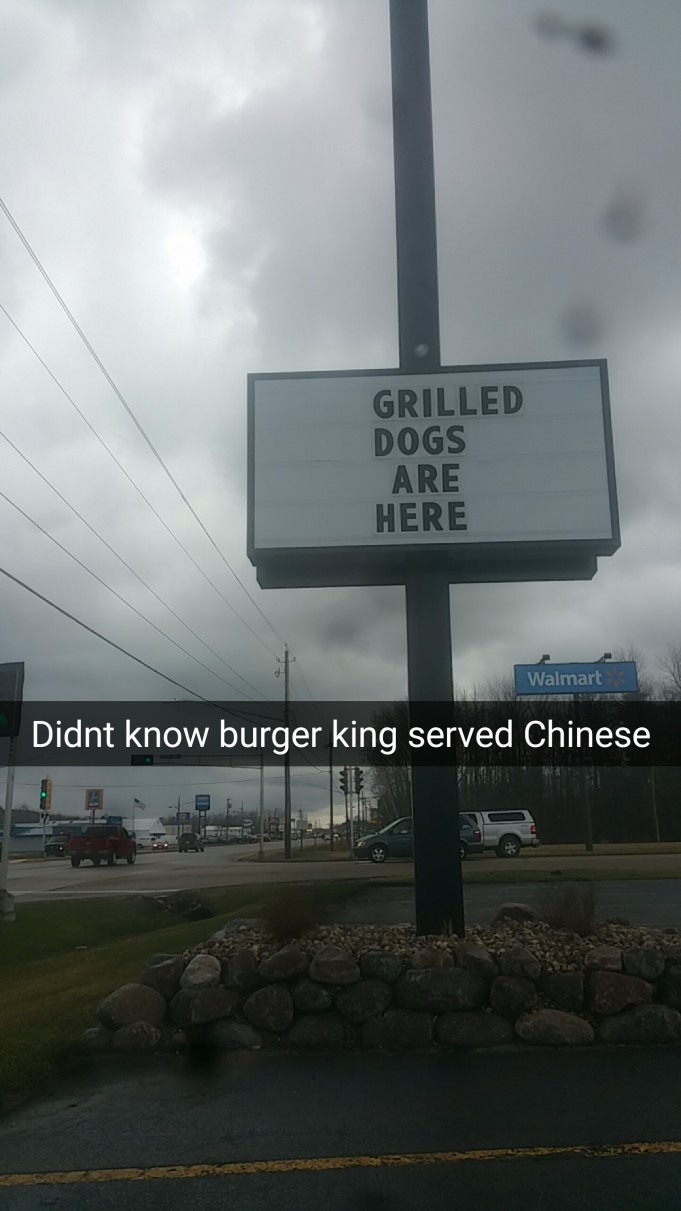 GRILLED
DOGS
ARE
HERE
Walmart
Didnt know burger king served Chinese